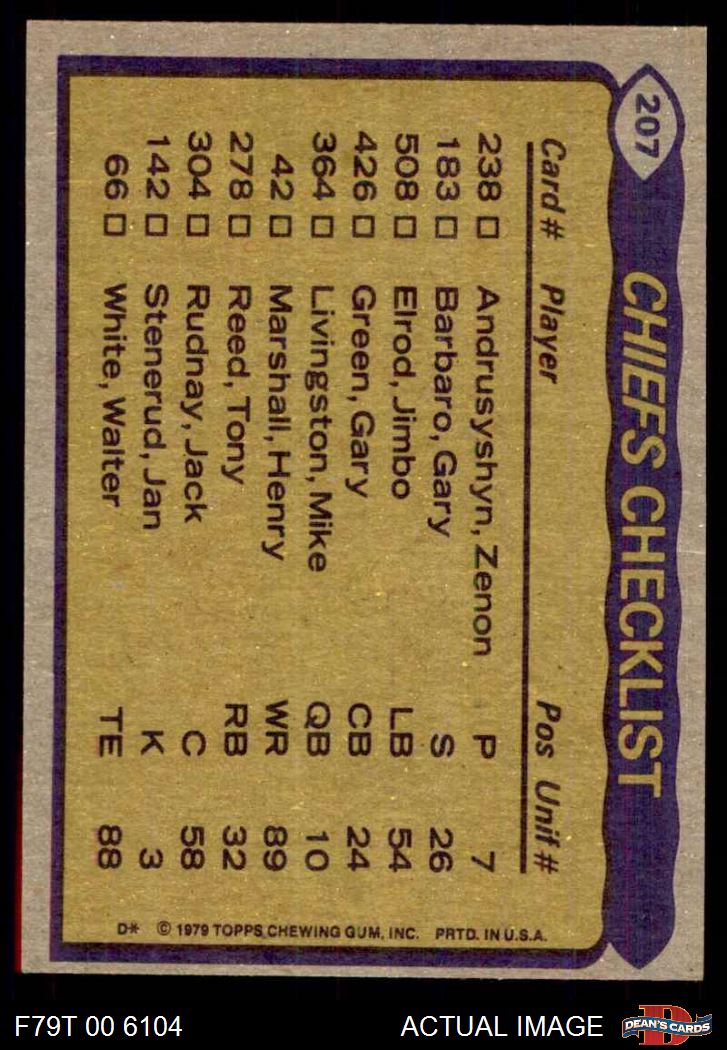 207
CHIEFS CHECKLIST
Card # Player Pos Unif #
238 □ Andrusyshyn, Zenon P 7
183 □ Barbaro, Gary S 26
508 □ Elrod, Jimbo LB 54
426 □ Green, Gary CB 24
364 □ Livingston, Mike QB 10
42 □ Marshall, Henry WR 89
278 □ Reed, Tony RB 32
304 □ Rudnay, Jack C 58
142 □ Stenerud, Jan K 3
66 □ White, Walter TE 88
D* © 1979 TOPPS CHEWING GUM, INC. PRTD. IN U.S.A.
F79T 00 6104 ACTUAL IMAGE
D
DEAN'S CARDS